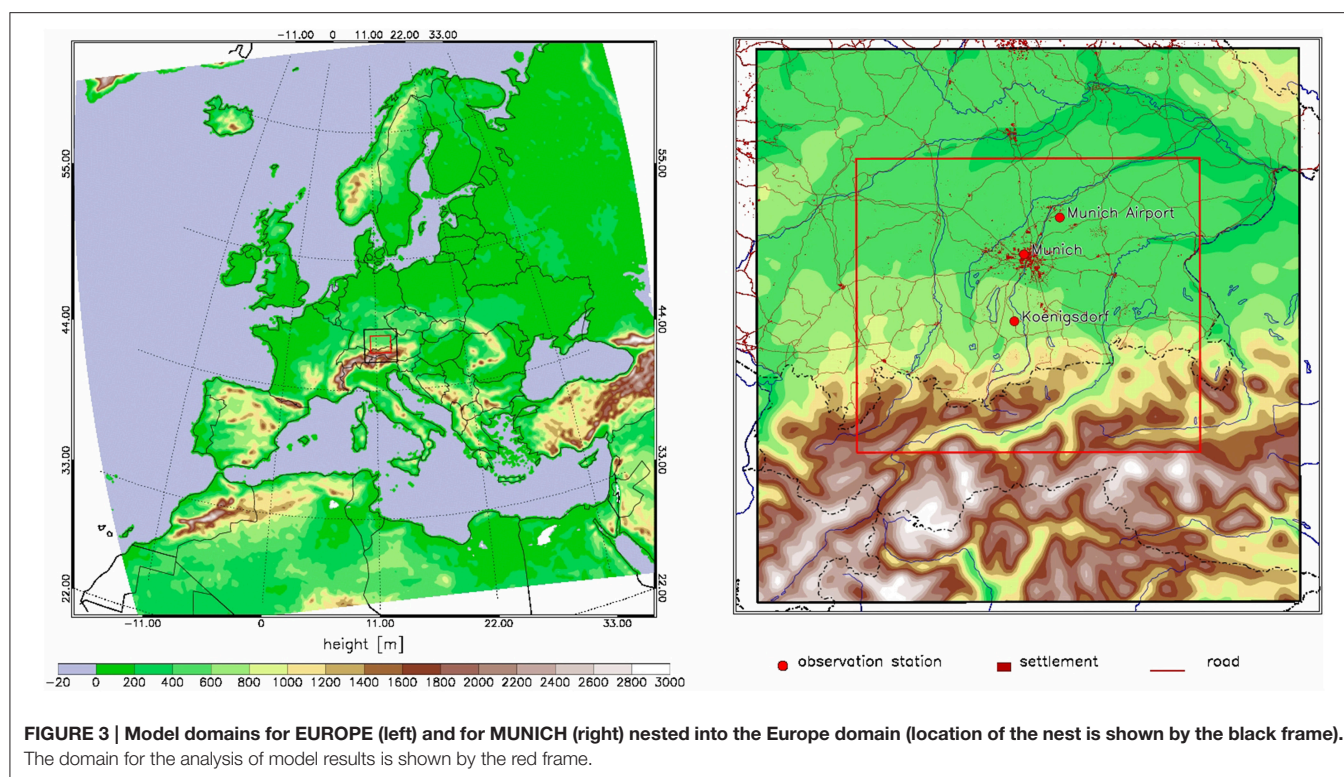 -11.00 0 11.00 22.00 33.00
55.00 55.00
44.00 44.00
33.00 33.00
22.00 22.00
-11.00 0 11.00 22.00 33.00
height [m]
-20 0 200 400 600 800 1000 1200 1400 1600 1800 2000 2200 2400 2600 2800 3000
Munich Airport
Munich
Koenigsdorf
observation station settlement road
FIGURE 3 | Model domains for EUROPE (left) and for MUNICH (right) nested into the Europe domain (location of the nest is shown by the black frame).
The domain for the analysis of model results is shown by the red frame.